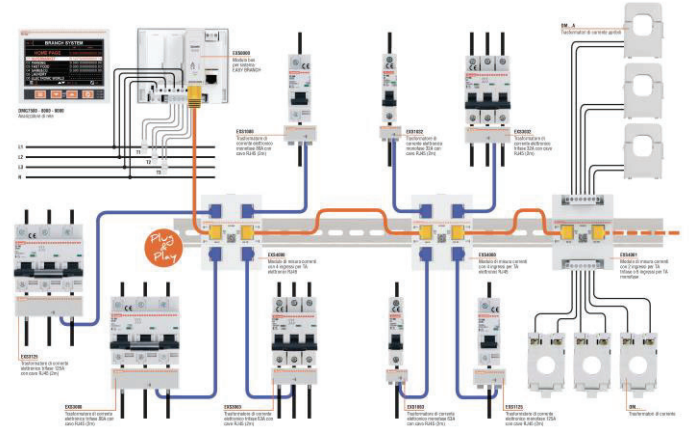 BRANCH SYSTEM
HOME PAGE
DMG7500 - 8000 - 9000
Analizzatore di rete
L1
L2
L3
N
T1
T2
T3
EXS0000
Modulo base
per sistema
EASY BRANCH
EXS1000
Trasformatore di
corrente elettronico
cavo RJ45 (2m)
EXS1032
Trasformatore di
corrente elettronico
monofase 32A con
cavo RJ45 (2m)
EXS3032
Trasformatore di
corrente elettronico
trifase 32A con cavo
RJ45 (2m)
DM...A
Trasformatori di corrente apribili
Plug
&
Play
EXS4000
Modulo di misura correnti
con 4 ingressi per TA
elettronici RJ45
EXS4000
Modulo di misura correnti
con 4 ingressi per TA
elettronici RJ45
EXS4001
Modulo di misura correnti
con 2 ingressi per TA
trifase o 6 ingressi per TA
monofase
EXS3125
Trasformatore di corrente
elettronico trifase 125A
con cavo RJ45 (2m)
Trasformatore di corrente
elettronico trifase 80A con
cavo RJ45 (2m)
EXS3063
Trasformatore di corrente
elettronico trifase 63A con
cavo RJ45 (2m)
EXS1063
Trasformatore di corrente
elettronico monofase 63A
con cavo RJ45 (2m)
EXS1125
Trasformatore di corrente
elettronico monofase 125A
con cavo RJ45 (2m)
DM...
Trasformatori di corrente